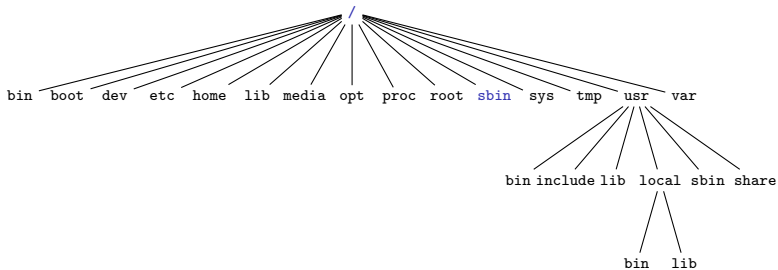 /
bin boot dev etc home lib media opt proc root sbin sys tmp usr var
bin include lib local sbin share
bin lib